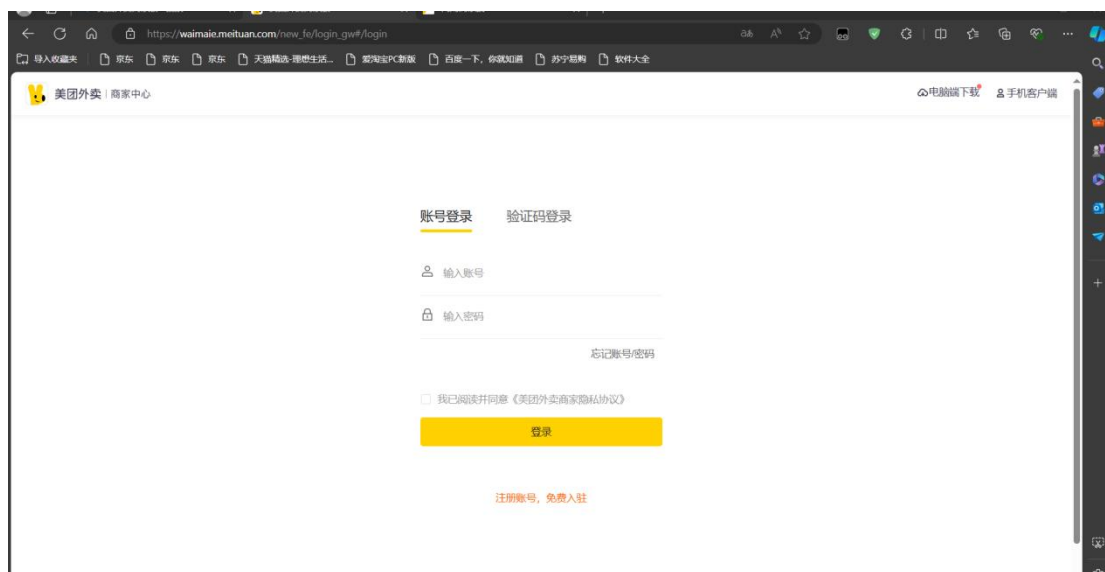 https://waimaie.meituan.com/new_fe/login_gw#/login
导入收藏夹 京东 京东 京东 天猫精选-理想生活... 爱淘宝PC新版 百度一下，你就知道 苏宁易购 软件大全
美团外卖 | 商家中心 电脑端下载 手机客户端
账号登录 验证码登录
输入账号
输入密码
忘记账号/密码
我已阅读并同意《美团外卖商家隐私协议》
登录
注册账号，免费入驻